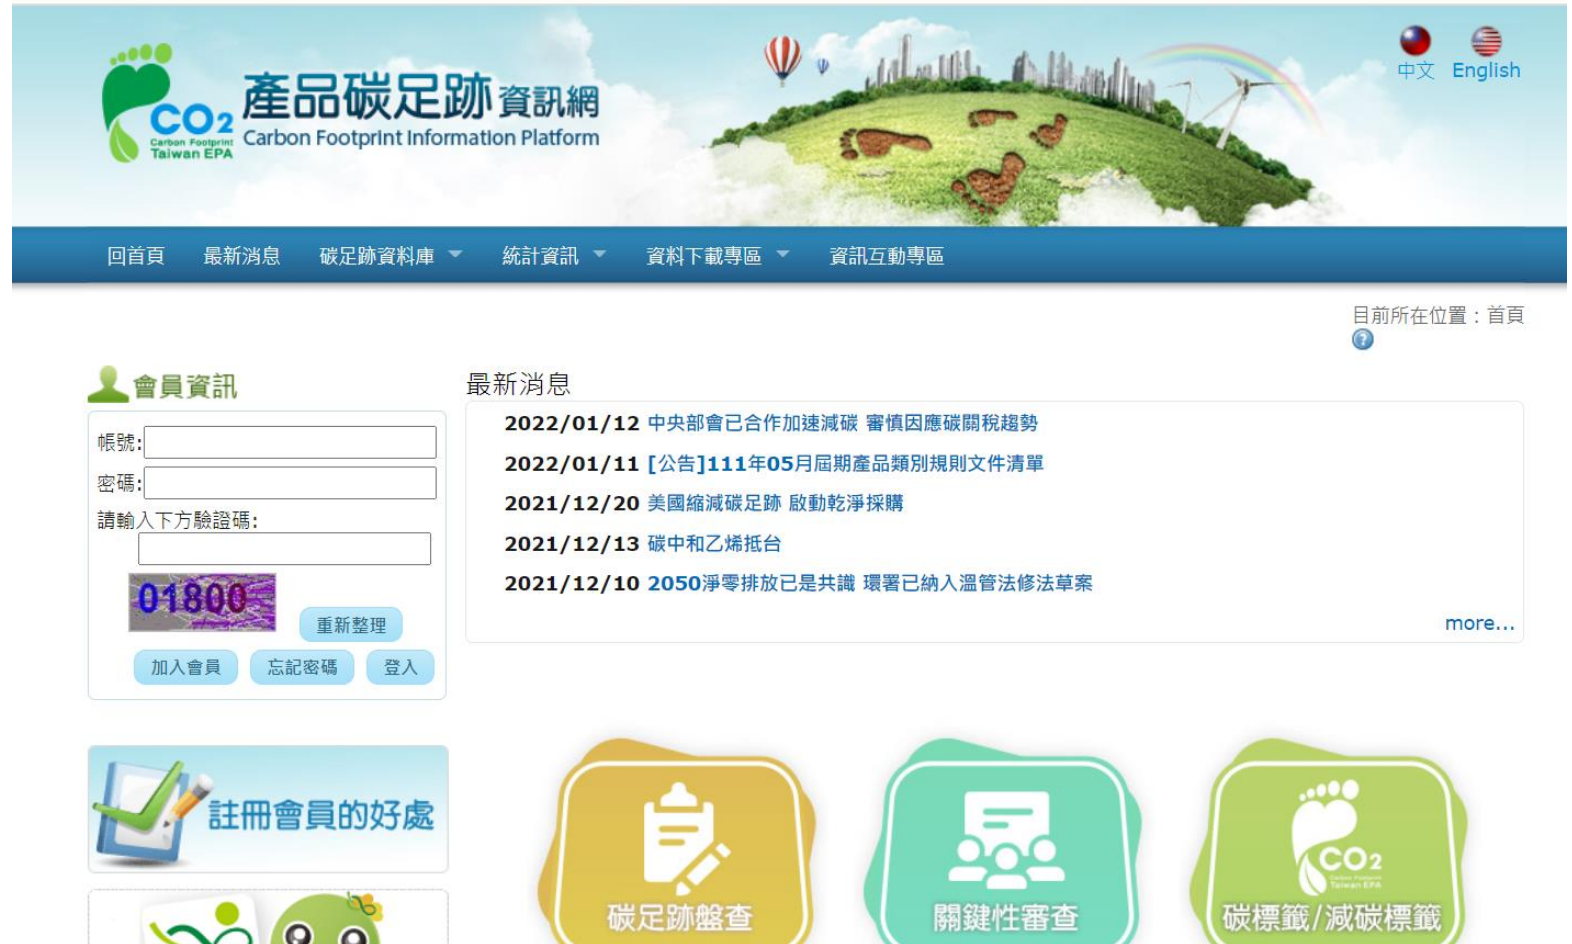 中文 English
CO2 產品碳足跡 資訊網
Carbon Footprint Taiwan EPA
Carbon Footprint Information Platform
回首頁 最新消息 碳足跡資料庫 統計資訊 資料下載專區 資訊互動專區
目前所在位置：首頁
會員資訊
帳號:
密碼:
請輸入下方驗證碼:
01800
重新整理
加入會員 忘記密碼 登入
最新消息
2022/01/12 中央部會已合作加速減碳 審慎因應碳關稅趨勢
2022/01/11 [公告]111年05月屆期產品類別規則文件清單
2021/12/20 美國縮減碳足跡 啟動乾淨採購
2021/12/13 碳中和乙烯抵台
2021/12/10 2050淨零排放已是共識 環署已納入溫管法修法草案
more...
註冊會員的好處
碳足跡盤查
關鍵性審查
CO2
Carbon Footprint
Taiwan EPA
碳標籤/減碳標籤